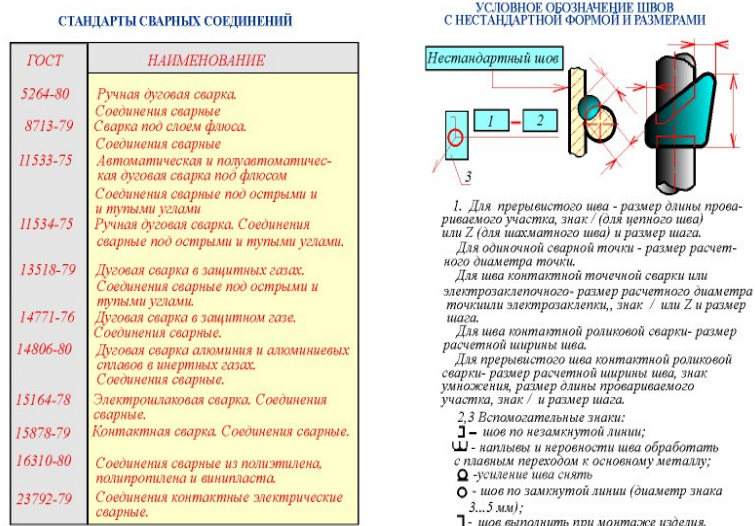 СТАНДАРТЫ СВАРНЫХ СОЕДИНЕНИЙ
ГОСТ НАИМЕНОВАНИЕ
5264-80 Ручная дуговая сварка.
Соединения сварные
8713-79 Сварка под слоем флюса.
Соединения сварные
11533-75 Автоматическая и полуавтоматичес-
кая дуговая сварка под флюсом
Соединения сварные под острыми и
и тупыми углами
11534-75 Ручная дуговая сварка. Соединения
сварные под острыми и тупыми углами.
13518-79 Дуговая сварка в защитных газах.
Соединения сварные под острыми и
тупыми углами.
14771-76 Дуговая сварка в защитном газе.
Соединения сварные.
14806-80 Дуговая сварка алюминия и алюминиевых
сплавов в инертных газах.
Соединения сварные.
15164-78 Электрошлаковая сварка. Соединения
сварные.
15878-79 Контактная сварка. Соединения сварные.
16310-80 Соединения сварные из полиэтилена,
полипропилена и винипласта.
23792-79 Соединения контактные электрические
сварные.
УСЛОВНОЕ ОБОЗНАЧЕНИЕ ШВОВ
С НЕСТАНДАРТНОЙ ФОРМОЙ И РАЗМЕРАМИ
Нестандартный шов
1 - 2
3
1. Для прерывистого шва - размер длины прова-
риваемого участка, знак / (для цепного шва)
или Z (для шахматного шва) и размер шага.
Для одиночной сварной точки - размер расчет-
ного диаметра точки.
Для шва контактной точечной сварки или
электрозаклепочного- размер расчетного диаметра
точкиили электрозаклепки,, знак / или Z и размер
шага.
Для шва контактной роликовой сварки- размер
расчетной ширины шва.
Для прерывистого шва контактной роликовой
сварки- размер расчетной ширины шва, знак
умножения, размер длины провариваемого
участка, знак / и размер шага.
2,3 Вспомогательные знаки:
- шов по незамкнутой линии;
- наплывы и неровности шва обработать
с плавным переходом к основному металлу;
-усиление шва снять
- шов по замкнутой линии (диаметр знака
3...5 мм);
- шов выполнить при монтаже изделия.